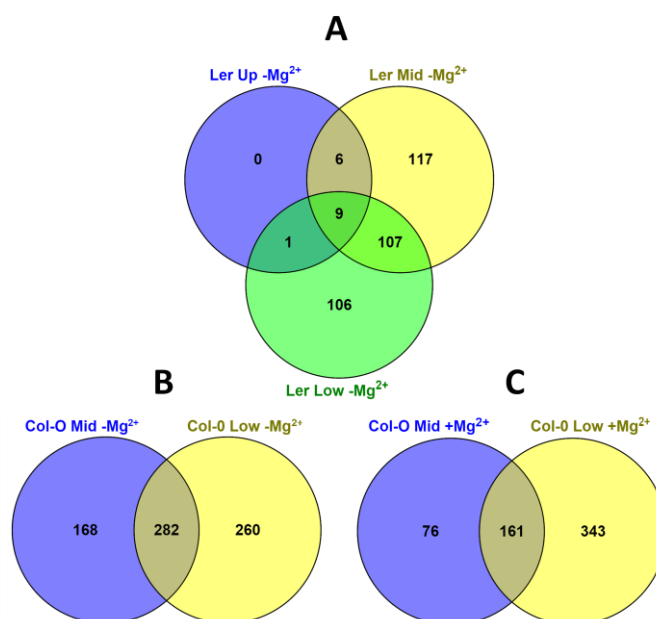 A
Ler Up -Mg²⁺ Ler Mid -Mg²⁺
0 6 117
9
1 107
106
Ler Low -Mg²⁺
B C
Col-O Mid -Mg²⁺ Col-0 Low -Mg²⁺ Col-O Mid +Mg²⁺ Col-0 Low +Mg²⁺
168 282 260 76 161 343